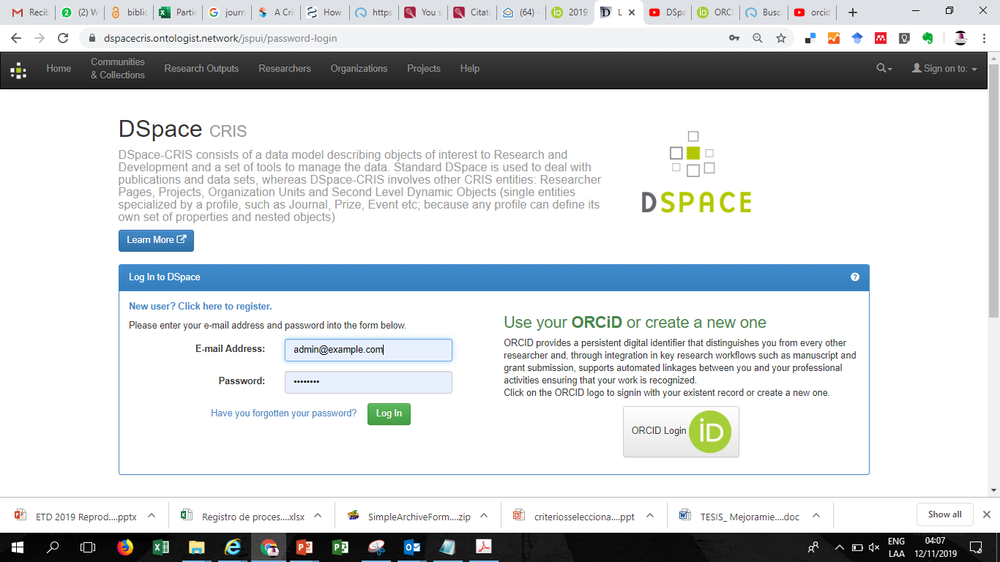 Recib
(2) W
biblic
Partic
journ
A Cri
How
https
You s
Citati
(64) -
2019
L
DSpa
ORC
Busc
orcid
dspacecris.ontologist.network/jspui/password-login
Home
Communities
& Collections
Research Outputs
Researchers
Organizations
Projects
Help
Sign on to:
DSpace CRIS
DSpace-CRIS consists of a data model describing objects of interest to Research and
Development and a set of tools to manage the data. Standard DSpace is used to deal with
publications and data sets, whereas DSpace-CRIS involves other CRIS entities: Researcher
Pages, Projects, Organization Units and Second Level Dynamic Objects (single entities
specialized by a profile, such as Journal, Prize, Event etc; because any profile can define its
own set of properties and nested objects)
DSPACE
Learn More
Log In to DSpace
New user? Click here to register.
Please enter your e-mail address and password into the form below.
E-mail Address:
admin@example.com
Password:
••••••••
Have you forgotten your password?
Log In
Use your ORCiD or create a new one
ORCID provides a persistent digital identifier that distinguishes you from every other
researcher and, through integration in key research workflows such as manuscript and
grant submission, supports automated linkages between you and your professional
activities ensuring that your work is recognized.
Click on the ORCID logo to signin with your existent record or create a new one.
ORCID Login iD
ETD 2019 Reprod....pptx
Registro de proces....xlsx
SimpleArchiveForm....zip
criteriosselecciona....ppt
TESIS_ Mejoramie....doc
Show all
ENG
LAA
04:07
12/11/2019